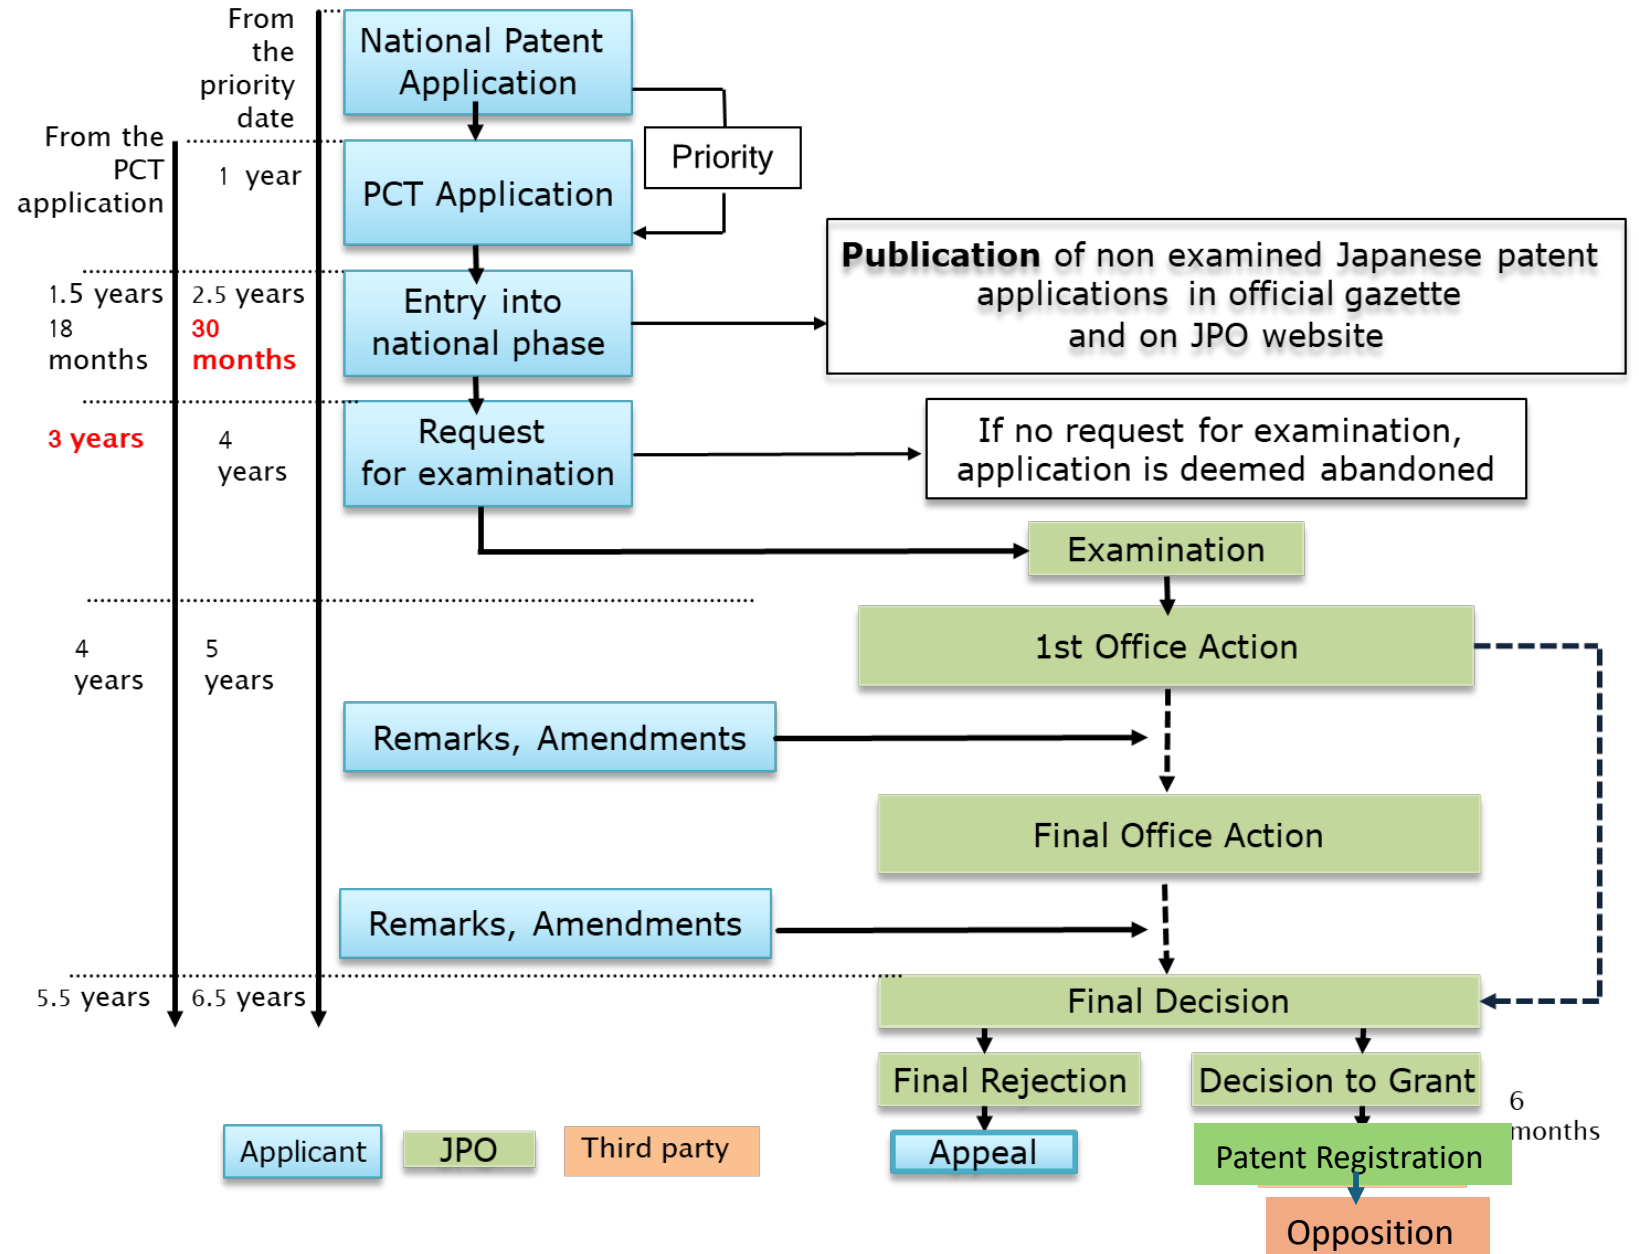 From
the
priority
date
From the
PCT
application
National Patent
Application
Priority
1 year
PCT Application
Publication of non examined Japanese patent
applications in official gazette
and on JPO website
1.5 years
18
months
2.5 years
30
months
Entry into
national phase
3 years
4
years
Request
for examination
If no request for examination,
application is deemed abandoned
Examination
1st Office Action
4
years
5
years
Remarks, Amendments
Final Office Action
Remarks, Amendments
5.5 years
6.5 years
Final Decision
Final Rejection
Decision to Grant
6
months
Applicant
JPO
Third party
Appeal
Patent Registration
Opposition